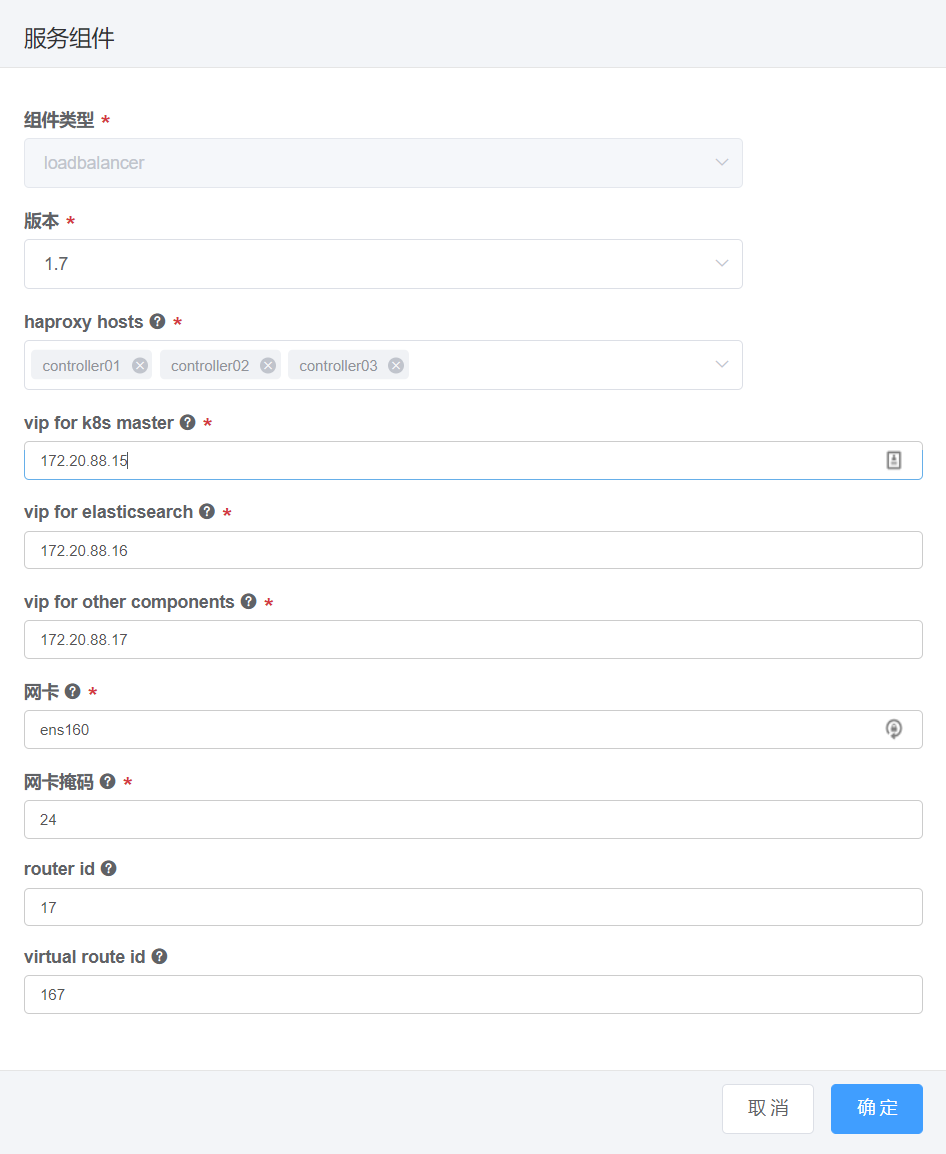 服务组件
组件类型 *
loadbalancer
版本 *
1.7
haproxy hosts ? *
controller01 controller02 controller03
vip for k8s master ? *
172.20.88.15
vip for elasticsearch ? *
172.20.88.16
vip for other components ? *
172.20.88.17
网卡 ? *
ens160
网卡掩码 ? *
24
router id ?
17
virtual route id ?
167
取消 确定